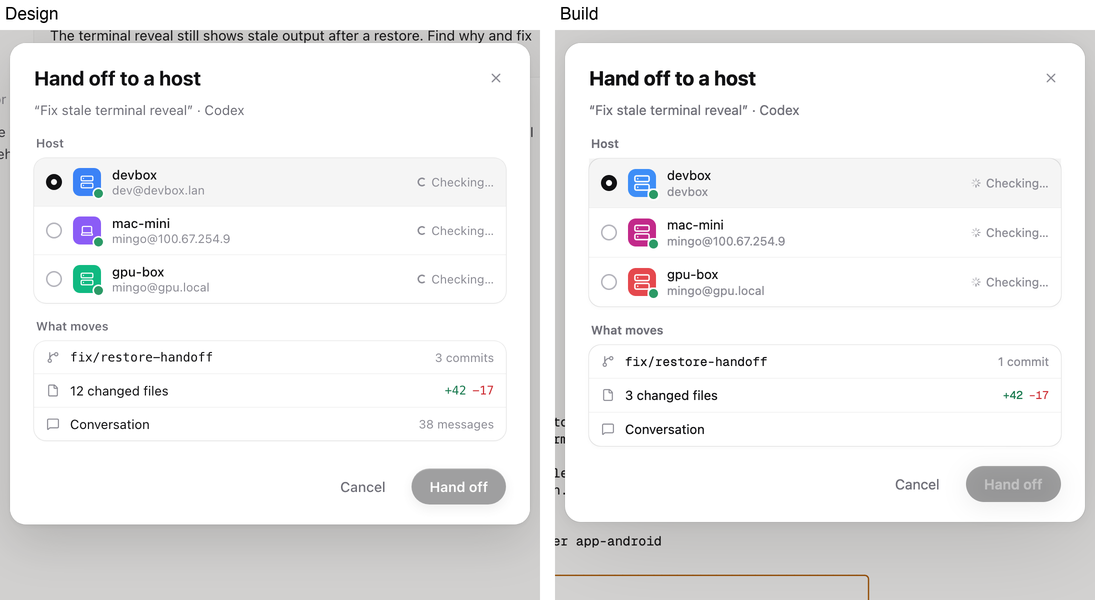 Design
The terminal reveal still shows stale output after a restore. Find why and fix
Hand off to a host
“Fix stale terminal reveal” · Codex
Host
devbox
dev@devbox.lan
Checking...
mac-mini
mingo@100.67.254.9
Checking...
gpu-box
mingo@gpu.local
Checking...
What moves
fix/restore-handoff
3 commits
12 changed files
+42 −17
Conversation
38 messages
Cancel
Hand off
Build
Hand off to a host
“Fix stale terminal reveal” · Codex
Host
devbox
devbox
Checking...
mac-mini
mingo@100.67.254.9
Checking...
gpu-box
mingo@gpu.local
Checking...
What moves
fix/restore-handoff
1 commit
3 changed files
+42 −17
Conversation
Cancel
Hand off
er app-android